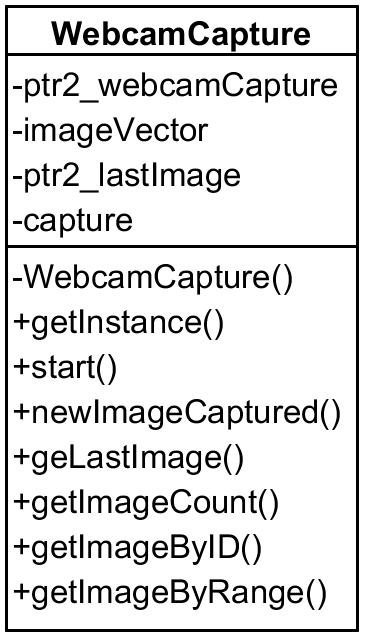 WebcamCapture
-ptr2_webcamCapture
-imageVector
-ptr2_lastImage
-capture
-WebcamCapture()
+getInstance()
+start()
+newImageCaptured()
+geLastImage()
+getImageCount()
+getImageByID()
+getImageByRange()